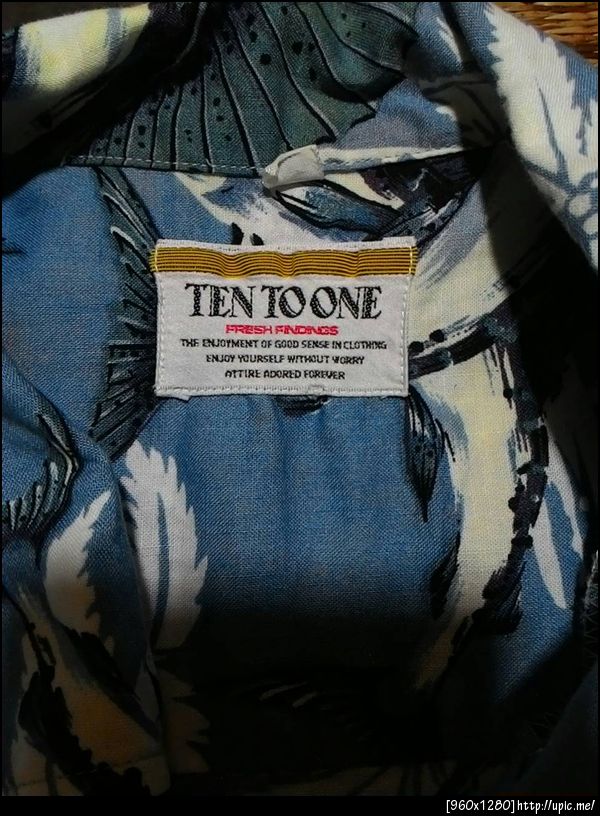 TEN TO ONE
FRESH FINDINGS
THE ENJOYMENT OF GOOD SENSE IN CLOTHING
ENJOY YOURSELF WITHOUT WORRY
ATTIRE ADORED FOREVER
[960x1280]http://upic.me/